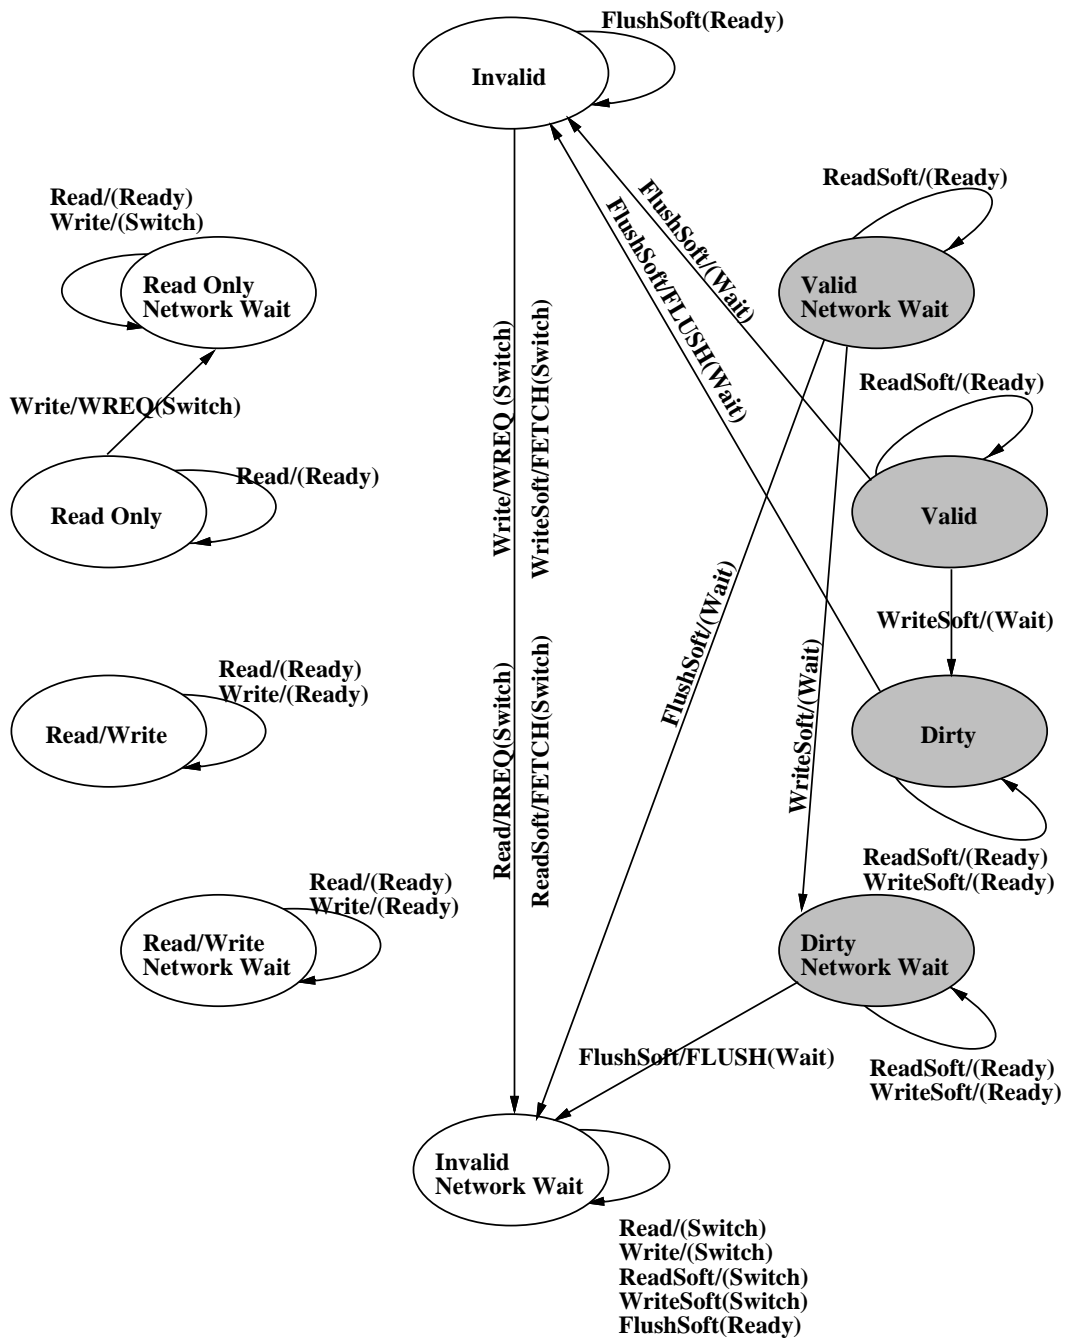 FlushSoft(Ready)
Invalid
ReadSoft/(Ready)
Read/(Ready)
Write/(Switch)
FlushSoft/(Wait)
FlushSoft/FLUSH(Wait)
Read Only
Network Wait
Valid
Network Wait
Write/WREQ (Switch)
WriteSoft/FETCH(Switch)
ReadSoft/(Ready)
Write/WREQ(Switch)
Read/(Ready)
Read Only
Valid
FlushSoft/(Wait)
WriteSoft/(Wait)
Read/(Ready)
Write/(Ready)
Read/RREQ(Switch)
ReadSoft/FETCH(Switch)
WriteSoft/(Wait)
Read/Write
Dirty
ReadSoft/(Ready)
WriteSoft/(Ready)
Read/(Ready)
Write/(Ready)
Read/Write
Network Wait
Dirty
Network Wait
FlushSoft/FLUSH(Wait)
ReadSoft/(Ready)
WriteSoft/(Ready)
Invalid
Network Wait
Read/(Switch)
Write/(Switch)
ReadSoft/(Switch)
WriteSoft(Switch)
FlushSoft(Ready)